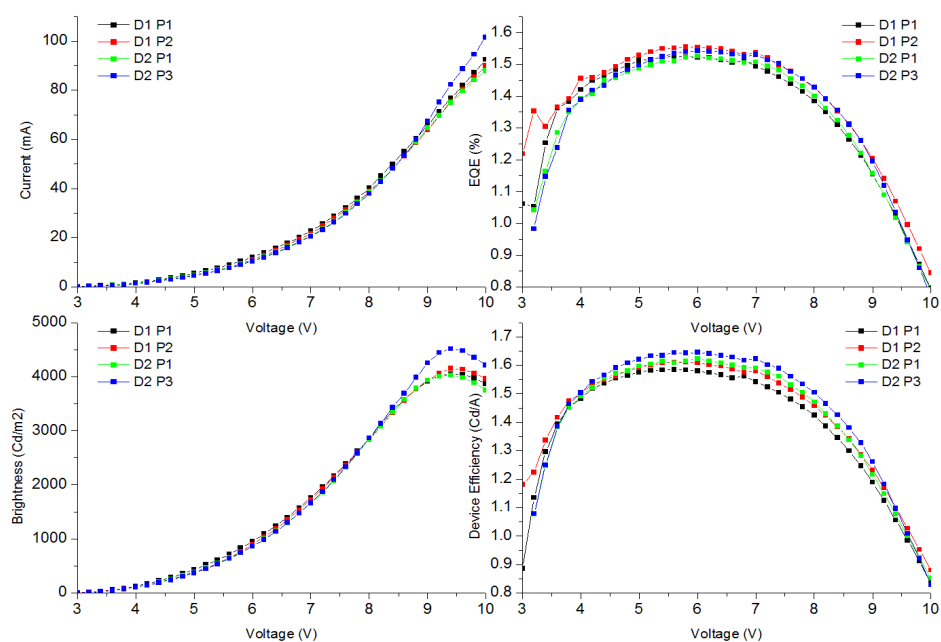 D1 P1
D1 P2
D2 P1
D2 P3
100
80
60
40
20
0
Current (mA)
3 4 5 6 7 8 9 10
Voltage (V)
D1 P1
D1 P2
D2 P1
D2 P3
1.6
1.5
1.4
1.3
1.2
1.1
1.0
0.9
0.8
EQE (%)
3 4 5 6 7 8 9 10
Voltage (V)
D1 P1
D1 P2
D2 P1
D2 P3
5000
4000
3000
2000
1000
0
Brightness (Cd/m2)
3 4 5 6 7 8 9 10
Voltage (V)
D1 P1
D1 P2
D2 P1
D2 P3
1.7
1.6
1.5
1.4
1.3
1.2
1.1
1.0
0.9
0.8
Device Efficiency (Cd/A)
3 4 5 6 7 8 9 10
Voltage (V)